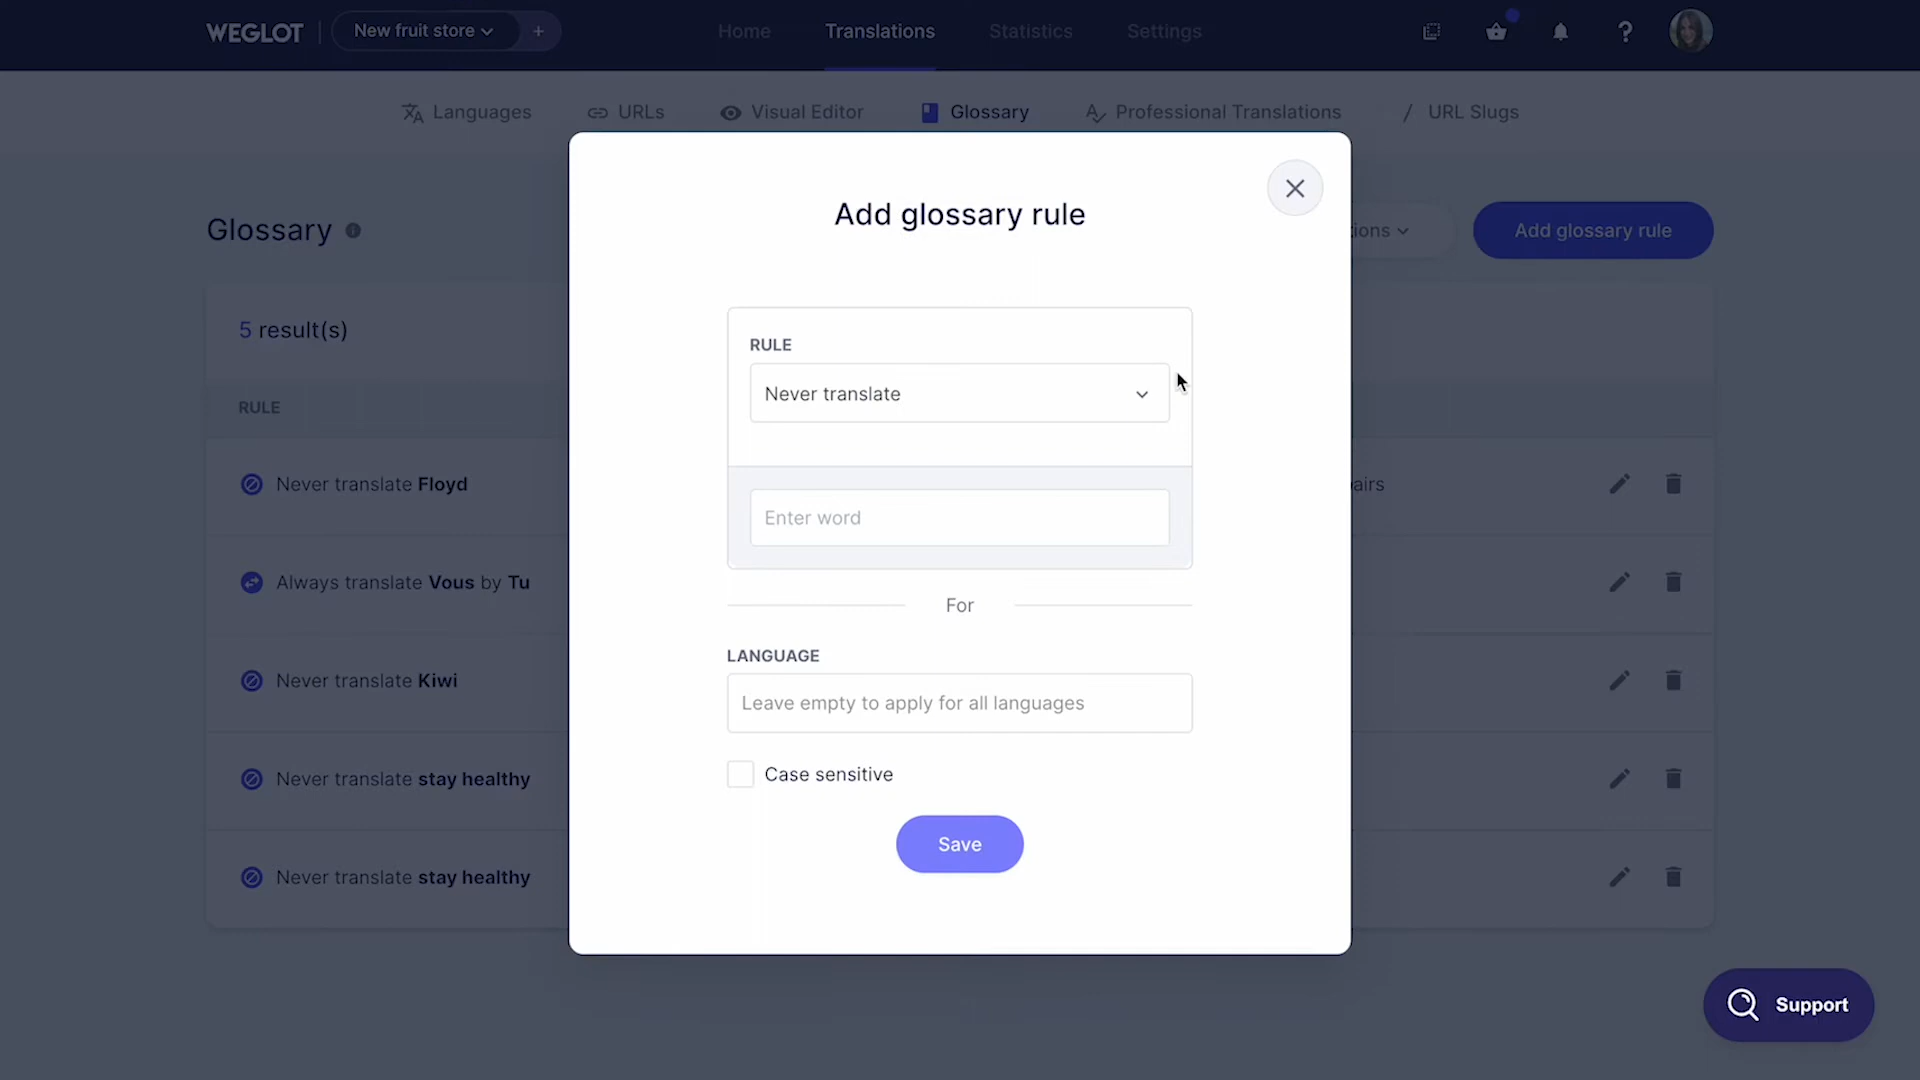 WEGLOT
New fruit store
Home
Translations
Statistics
Settings
Languages
URLs
Visual Editor
Glossary
Professional Translations
URL Slugs
Glossary
Add glossary rule
5 result(s)
RULE
Never translate Floyd
Always translate Vous by Tu
Never translate Kiwi
Never translate stay healthy
Never translate stay healthy
Add glossary rule
RULE
Never translate
Enter word
For
LANGUAGE
Leave empty to apply for all languages
Case sensitive
Save
Support